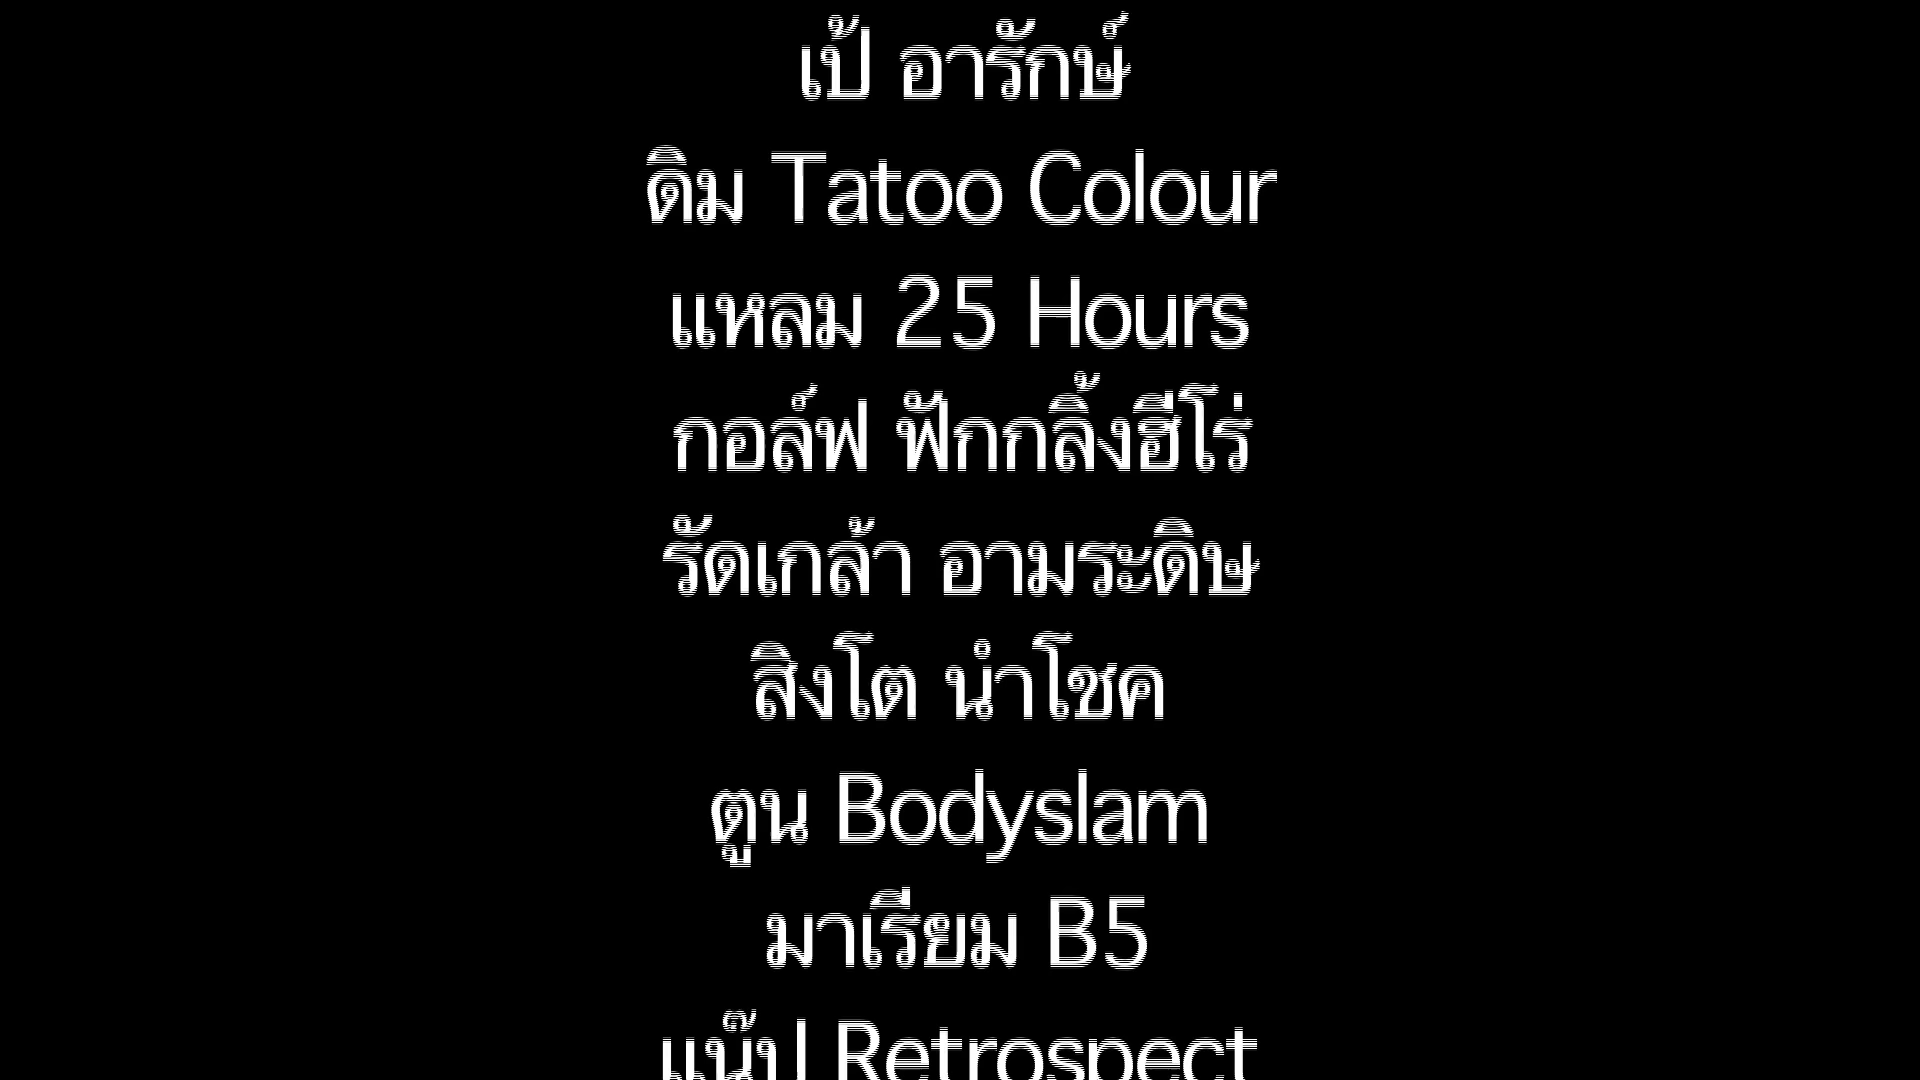 เป้ อารักษ์
ดิม Tatoo Colour
แหลม 25 Hours
กอล์ฟ ฟักกลิ้งฮีโร่
รัดเกล้า อามระดิษ
สิงโต นำโชค
ตูน Bodyslam
มาเรียม B5
แน๊ป Retrospect